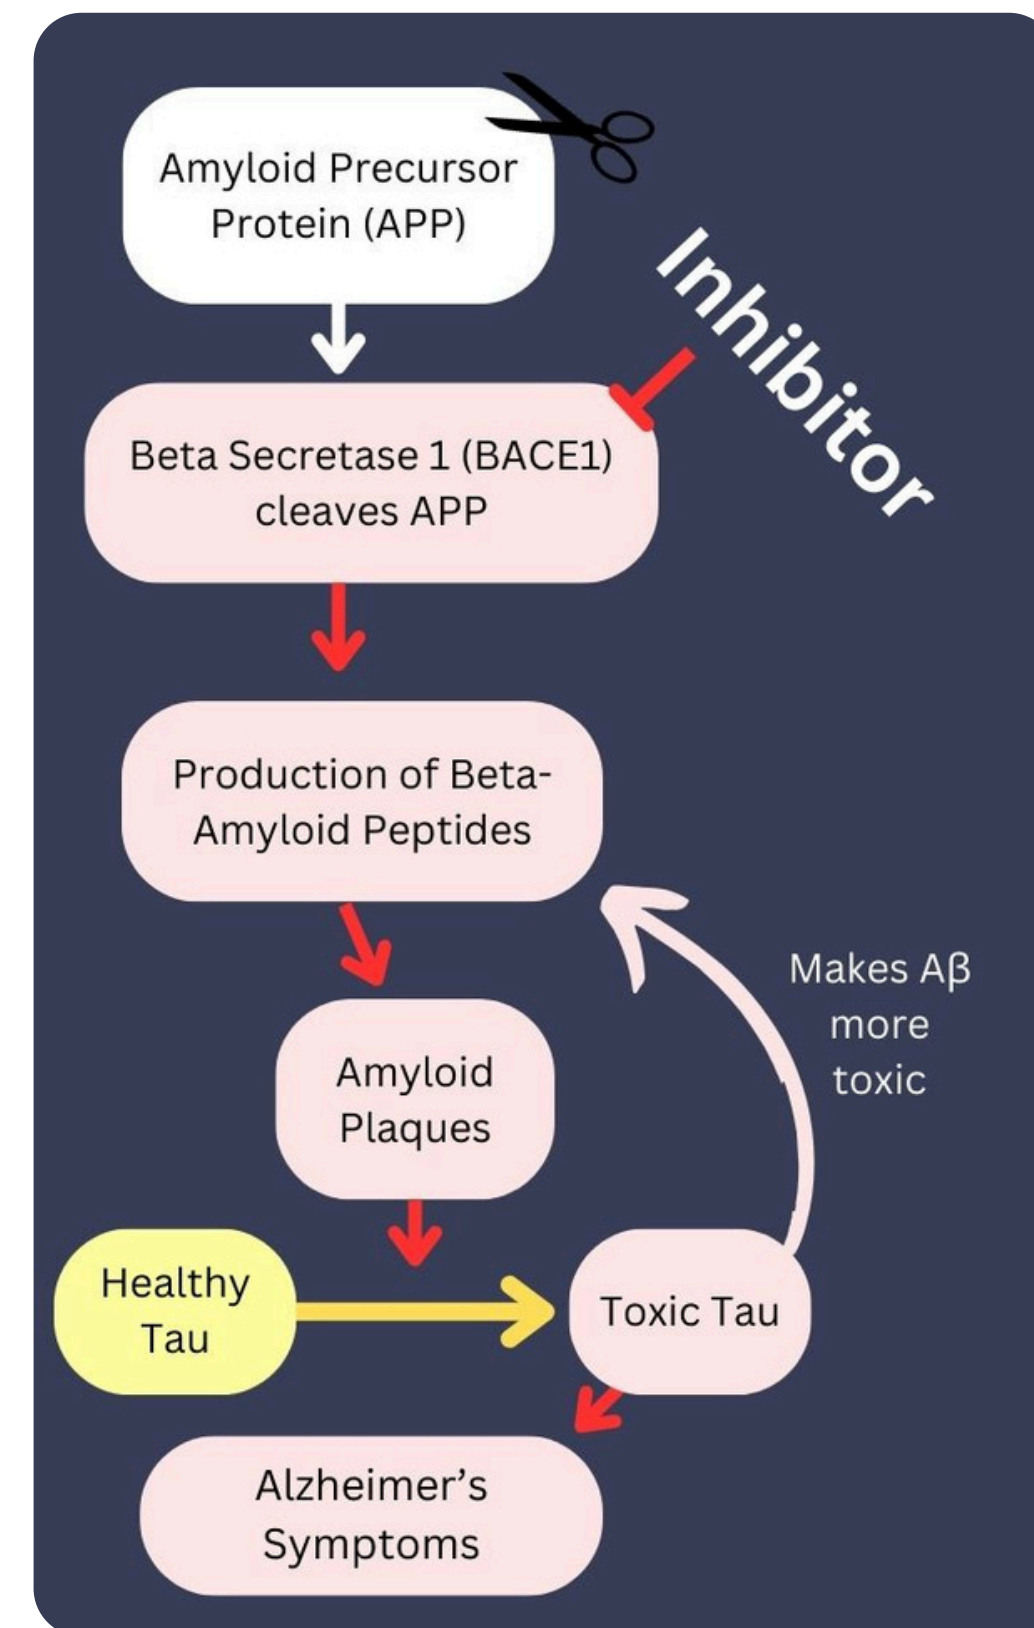 Amyloid Precursor
Protein (APP)
Inhibitor
Beta Secretase 1 (BACE1)
cleaves APP
Production of Beta-
Amyloid Peptides
Makes Aβ
more
toxic
Amyloid
Plaques
Healthy
Tau
Toxic Tau
Alzheimer’s
Symptoms